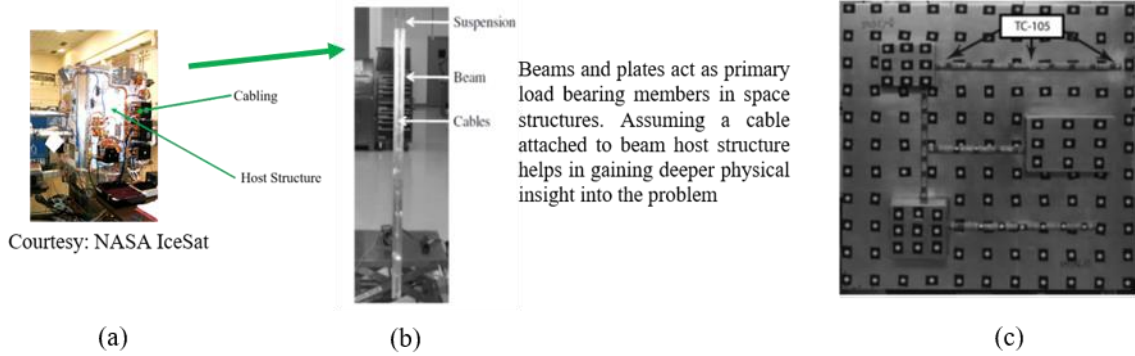 Cabling
Host Structure
Courtesy: NASA IceSat
(a)
Suspension
Beam
Cables
(b)
Beams and plates act as primary
load bearing members in space
structures. Assuming a cable
attached to beam host structure
helps in gaining deeper physical
insight into the problem
TC-105
(c)